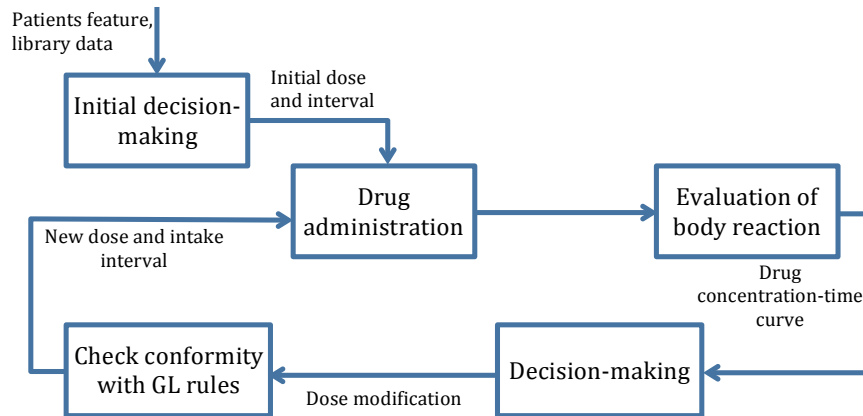 Patients feature,
library data
Initial decision-
making
Initial dose
and interval
Drug
administration
Evaluation of
body reaction
New dose and intake
interval
Drug
concentration-time
curve
Check conformity
with GL rules
Dose modification
Decision-making